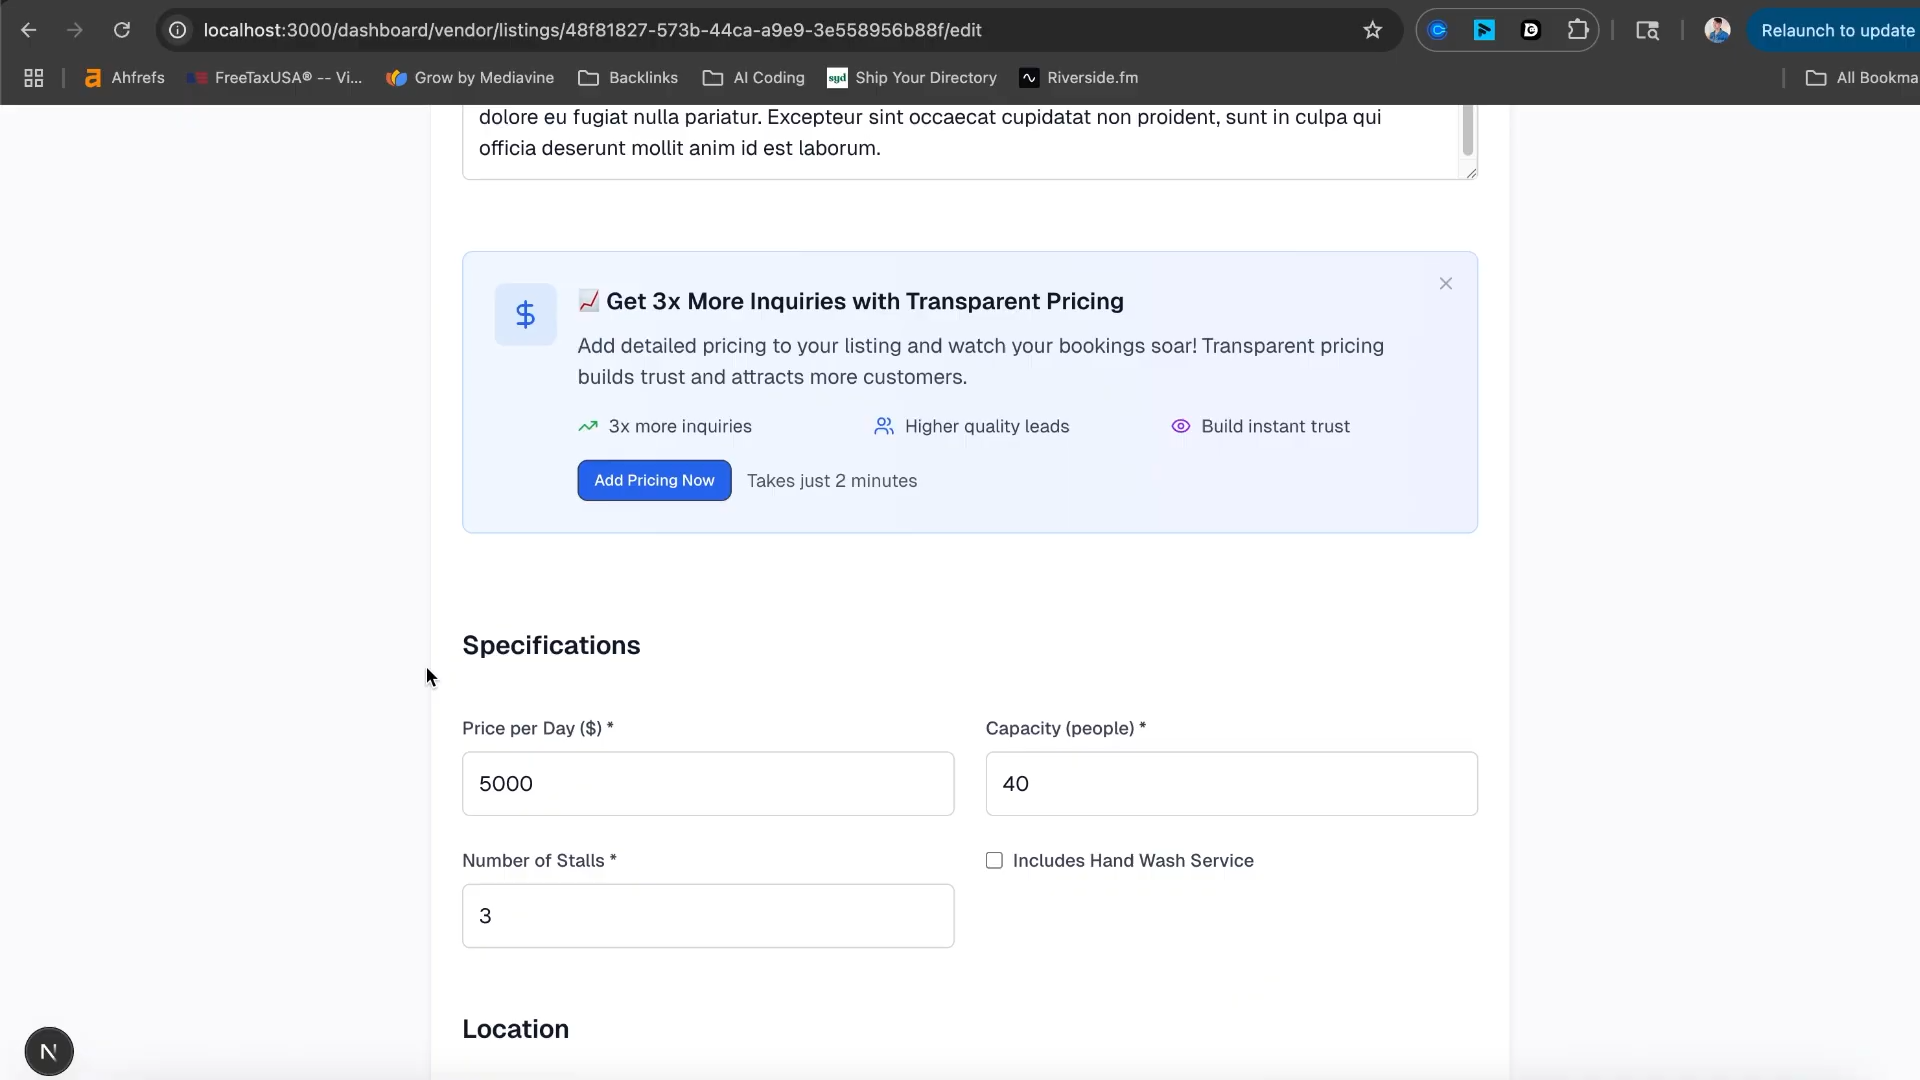 localhost:3000/dashboard/vendor/listings/48f81827-573b-44ca-a9e9-3e558956b88f/edit
Relaunch to update
Ahfrefs
FreeTaxUSA® -- Vi...
Grow by Mediavine
Backlinks
AI Coding
syd
Ship Your Directory
Riverside.fm
All Bookma
dolore eu fugiat nulla pariatur. Excepteur sint occaecat cupidatat non proident, sunt in culpa qui
officia deserunt mollit anim id est laborum.
$
Get 3x More Inquiries with Transparent Pricing
Add detailed pricing to your listing and watch your bookings soar! Transparent pricing
builds trust and attracts more customers.
3x more inquiries
Higher quality leads
Build instant trust
Add Pricing Now
Takes just 2 minutes
Specifications
Price per Day ($) *
Capacity (people) *
5000
40
Number of Stalls *
Includes Hand Wash Service
3
Location
N